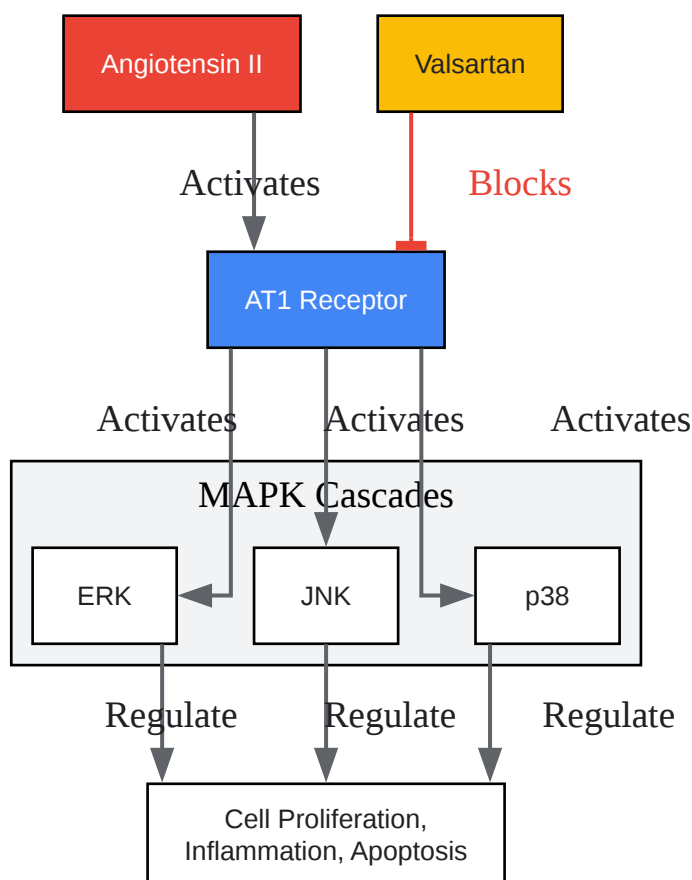 Angiotensin II
Valsartan
Activates
Blocks
AT1 Receptor
Activates
Activates
Activates
MAPK Cascades
ERK
JNK
p38
Regulate
Regulate
Regulate
Cell Proliferation,
Inflammation, Apoptosis